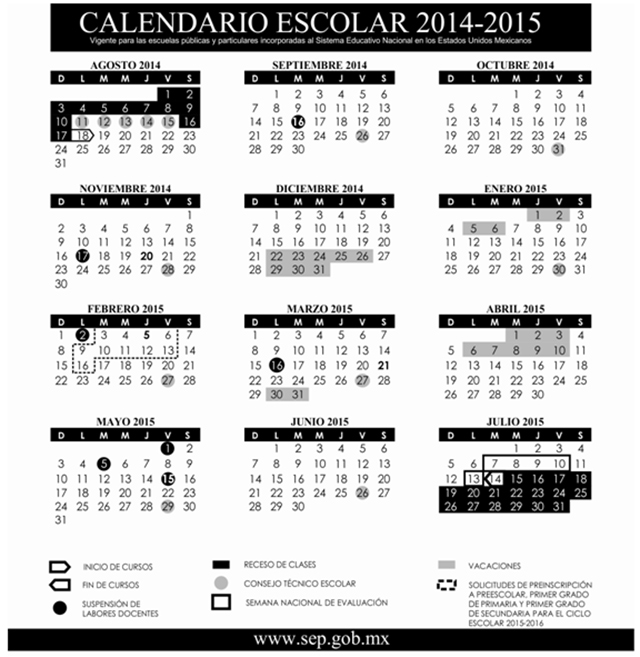 CALENDARIO ESCOLAR 2014-2015
Vigente para las escuelas públicas y particulares incorporadas al Sistema Educativo Nacional en los Estados Unidos Mexicanos
AGOSTO 2014
D L M M J V S
1 2
3 4 5 6 7 8 9
10 11 12 13 14 15 16
17 18 19 20 21 22 23
24 25 26 27 28 29 30
31
SEPTIEMBRE 2014
D L M M J V S
1 2 3 4 5 6
7 8 9 10 11 12 13
14 15 16 17 18 19 20
21 22 23 24 25 26 27
28 29 30
OCTUBRE 2014
D L M M J V S
1 2 3 4
5 6 7 8 9 10 11
12 13 14 15 16 17 18
19 20 21 22 23 24 25
26 27 28 29 30 31
NOVIEMBRE 2014
D L M M J V S
1
2 3 4 5 6 7 8
9 10 11 12 13 14 15
16 17 18 19 20 21 22
23 24 25 26 27 28 29
30
DICIEMBRE 2014
D L M M J V S
1 2 3 4 5 6
7 8 9 10 11 12 13
14 15 16 17 18 19 20
21 22 23 24 25 26 27
28 29 30 31
ENERO 2015
D L M M J V S
1 2 3
4 5 6 7 8 9 10
11 12 13 14 15 16 17
18 19 20 21 22 23 24
25 26 27 28 29 30 31
FEBRERO 2015
D L M M J V S
1 2 3 4 5 6 7
8 9 10 11 12 13 14
15 16 17 18 19 20 21
22 23 24 25 26 27 28
MARZO 2015
D L M M J V S
1 2 3 4 5 6 7
8 9 10 11 12 13 14
15 16 17 18 19 20 21
22 23 24 25 26 27 28
29 30 31
ABRIL 2015
D L M M J V S
1 2 3 4
5 6 7 8 9 10 11
12 13 14 15 16 17 18
19 20 21 22 23 24 25
26 27 28 29 30
MAYO 2015
D L M M J V S
1 2
3 4 5 6 7 8 9
10 11 12 13 14 15 16
17 18 19 20 21 22 23
24 25 26 27 28 29 30
31
JUNIO 2015
D L M M J V S
1 2 3 4 5 6
7 8 9 10 11 12 13
14 15 16 17 18 19 20
21 22 23 24 25 26 27
28 29 30
JULIO 2015
D L M M J V S
1 2 3 4
5 6 7 8 9 10 11
12 13 14 15 16 17 18
19 20 21 22 23 24 25
26 27 28 29 30 31
INICIO DE CURSOS
FIN DE CURSOS
SUSPENSIÓN DE
LABORES DOCENTES
RECESO DE CLASES
CONSEJO TÉCNICO ESCOLAR
SEMANA NACIONAL DE EVALUACIÓN
VACACIONES
SOLICITUDES DE PREINSCRIPCIÓN
A PREESCOLAR, PRIMER GRADO
DE PRIMARIA Y PRIMER GRADO
DE SECUNDARIA PARA EL CICLO
ESCOLAR 2015-2016
www.sep.gob.mx